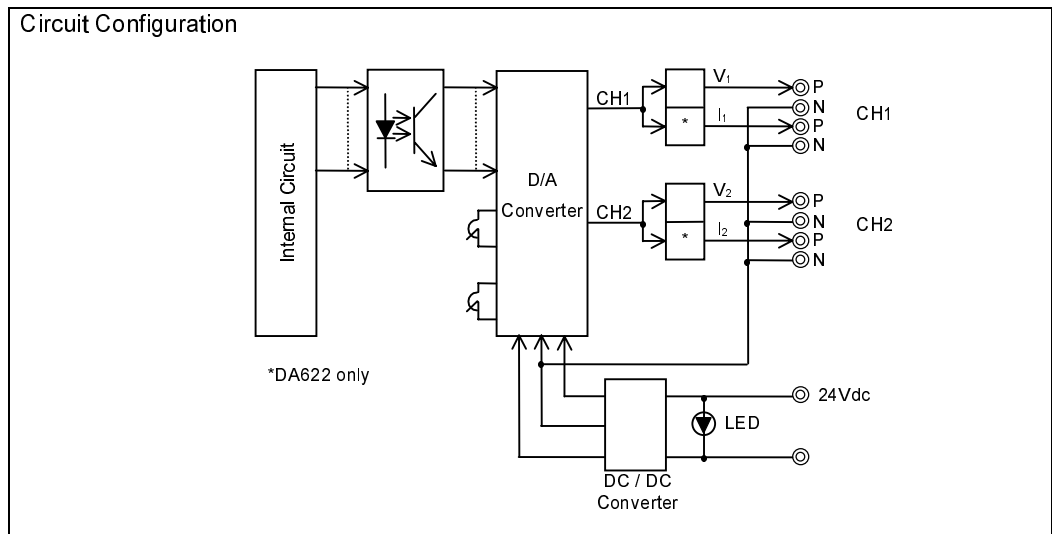 Circuit Configuration
Internal Circuit
D/A
Converter
CH1
CH2
*
*
V1
I1
V2
I2
P
N
P
N
CH1
P
N
P
N
CH2
*DA622 only
24Vdc
LED
DC / DC
Converter